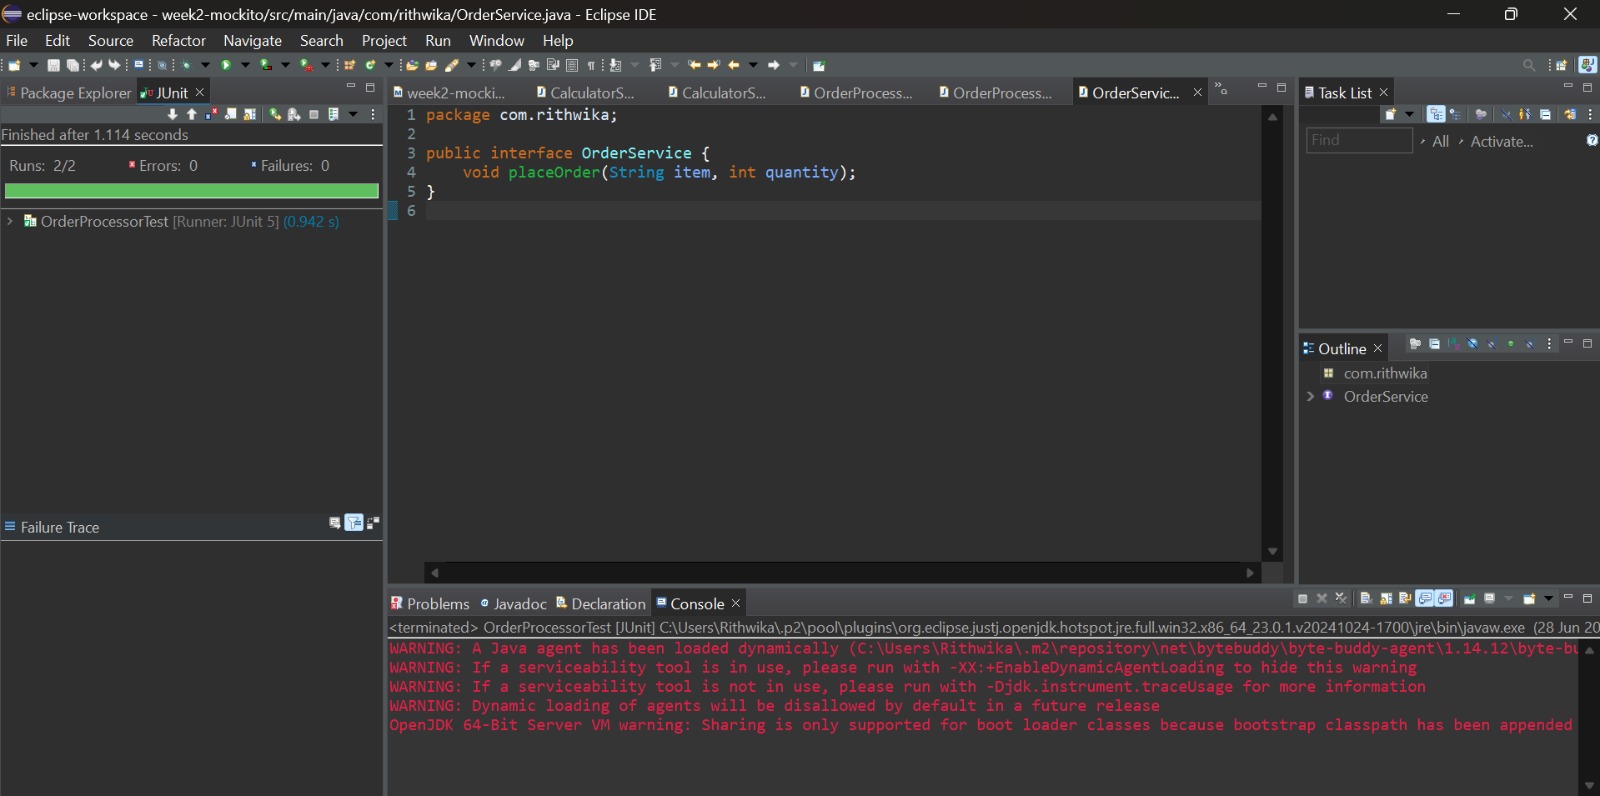 eclipse-workspace - week2-mockito/src/main/java/com/rithwika/OrderService.java - Eclipse IDE
File Edit Source Refactor Navigate Search Project Run Window Help
Package Explorer JUnit
Finished after 1.114 seconds
Runs: 2/2 Errors: 0 Failures: 0
OrderProcessorTest [Runner: JUnit 5] (0.942 s)
Failure Trace
week2-mocki... CalculatorS... CalculatorS... OrderProcess... OrderProcess... OrderServic...
1 package com.rithwika;
2
3 public interface OrderService {
4 void placeOrder(String item, int quantity);
5 }
6
Task List
Find All Activate...
Outline
com.rithwika
OrderService
Problems Javadoc Declaration Console
<terminated> OrderProcessorTest [JUnit] C:\Users\Rithwika\.p2\pool\plugins\org.eclipse.justj.openjdk.hotspot.jre.full.win32.x86_64_23.0.1.v20241024-1700\jre\bin\javaw.exe (28 Jun 20
WARNING: A Java agent has been loaded dynamically (C:\Users\Rithwika\.m2\repository\net\bytebuddy\byte-buddy-agent\1.14.12\byte-bu
WARNING: If a serviceability tool is in use, please run with -XX:+EnableDynamicAgentLoading to hide this warning
WARNING: If a serviceability tool is not in use, please run with -Djdk.instrument.traceUsage for more information
WARNING: Dynamic loading of agents will be disallowed by default in a future release
OpenJDK 64-Bit Server VM warning: Sharing is only supported for boot loader classes because bootstrap classpath has been appended